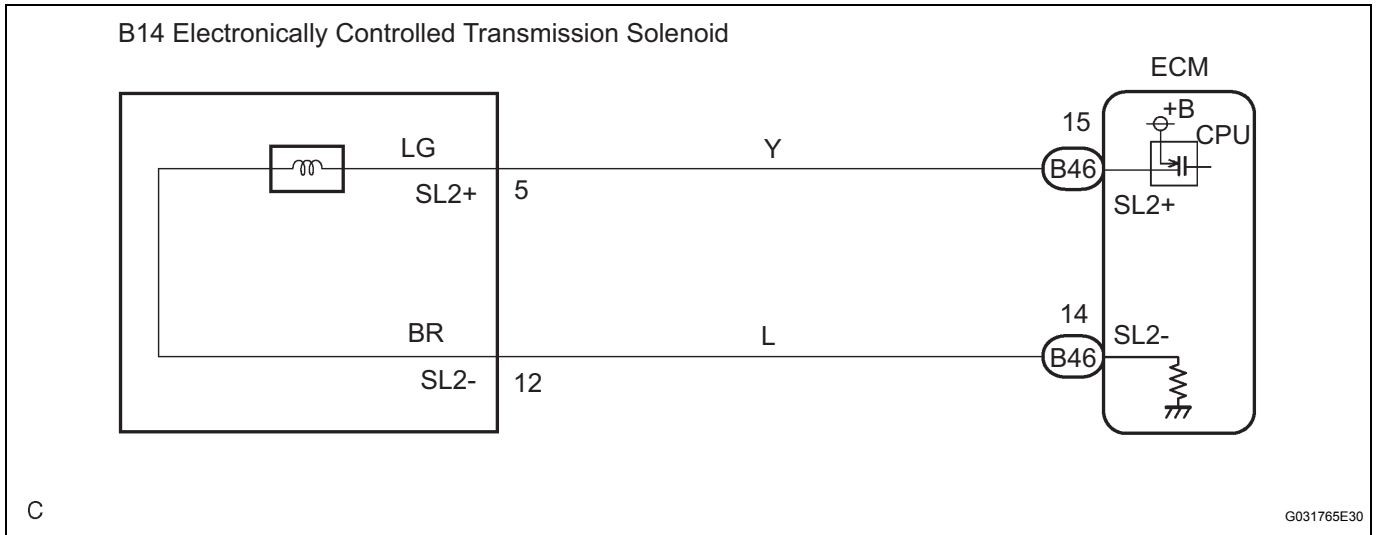 B14 Electronically Controlled Transmission Solenoid
ECM
+B
CPU
15
LG
Y
B46
SL2+
5
SL2+
14
BR
L
SL2-
B46
SL2-
12
C
G031765E30